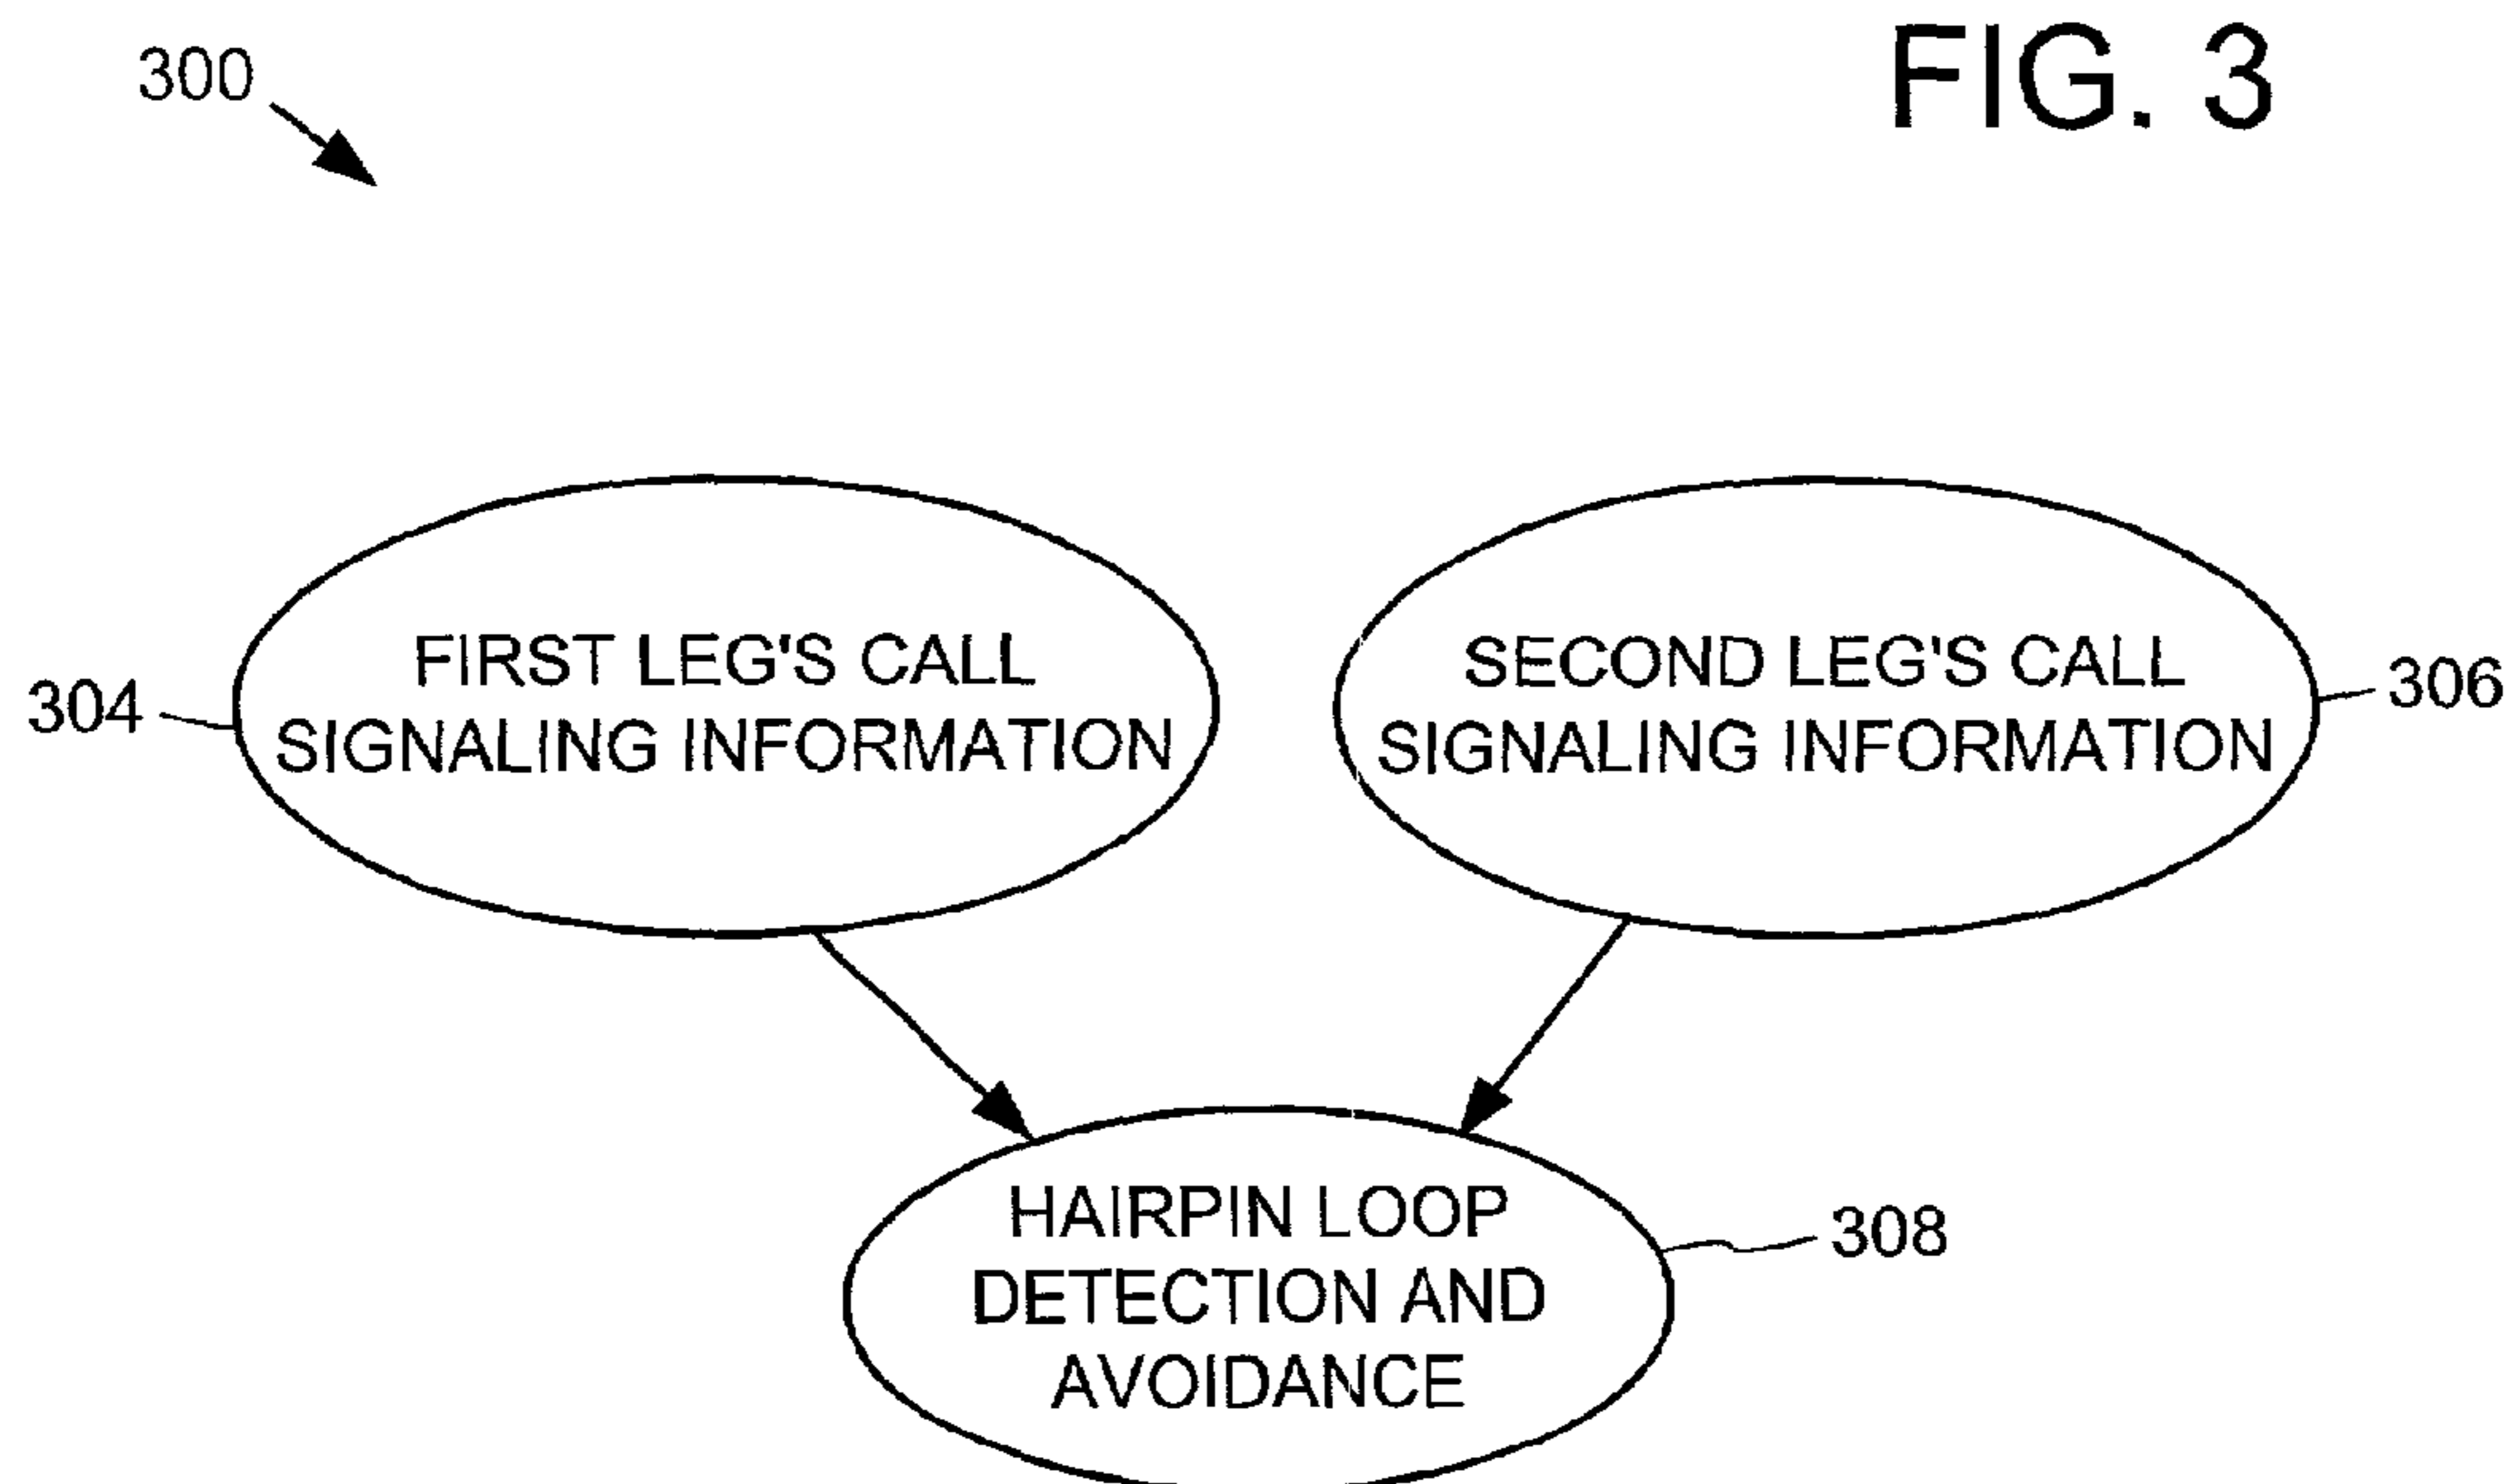 FIG. 3
300
FIRST LEG'S CALL
SIGNALING INFORMATION
304
SECOND LEG'S CALL
SIGNALING INFORMATION
306
HAIRPIN LOOP
DETECTION AND
AVOIDANCE
308